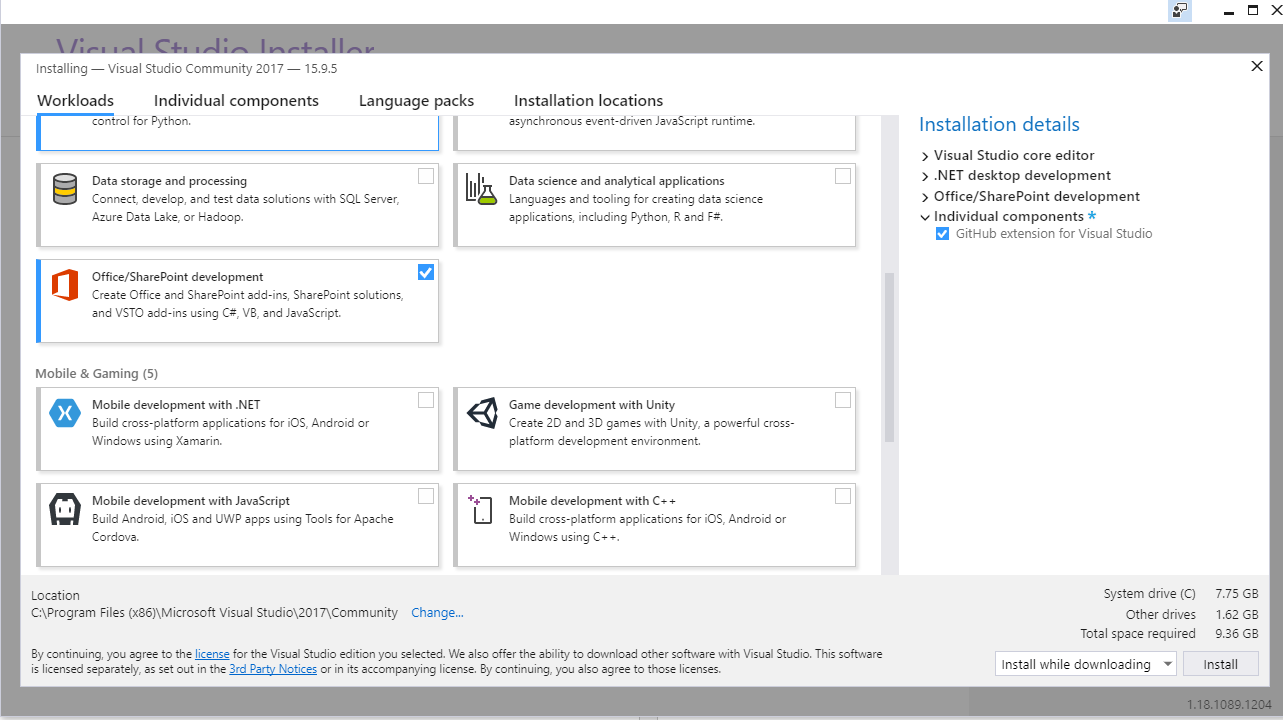 Visual Studio Installer
Installing — Visual Studio Community 2017 — 15.9.5
Workloads Individual components Language packs Installation locations
control for Python.
asynchronous event-driven JavaScript runtime.
Data storage and processing
Connect, develop, and test data solutions with SQL Server,
Azure Data Lake, or Hadoop.
Data science and analytical applications
Languages and tooling for creating data science
applications, including Python, R and F#.
Office/SharePoint development
Create Office and SharePoint add-ins, SharePoint solutions,
and VSTO add-ins using C#, VB, and JavaScript.
Mobile & Gaming (5)
Mobile development with .NET
Build cross-platform applications for iOS, Android or
Windows using Xamarin.
Game development with Unity
Create 2D and 3D games with Unity, a powerful cross-
platform development environment.
Mobile development with JavaScript
Build Android, iOS and UWP apps using Tools for Apache
Cordova.
Mobile development with C++
Build cross-platform applications for iOS, Android or
Windows using C++.
Installation details
Visual Studio core editor
.NET desktop development
Office/SharePoint development
Individual components *
GitHub extension for Visual Studio
Location
C:\Program Files (x86)\Microsoft Visual Studio\2017\Community Change...
System drive (C) 7.75 GB
Other drives 1.62 GB
Total space required 9.36 GB
By continuing, you agree to the license for the Visual Studio edition you selected. We also offer the ability to download other software with Visual Studio. This software
is licensed separately, as set out in the 3rd Party Notices or in its accompanying license. By continuing, you also agree to those licenses.
Install while downloading Install
1.18.1089.1204